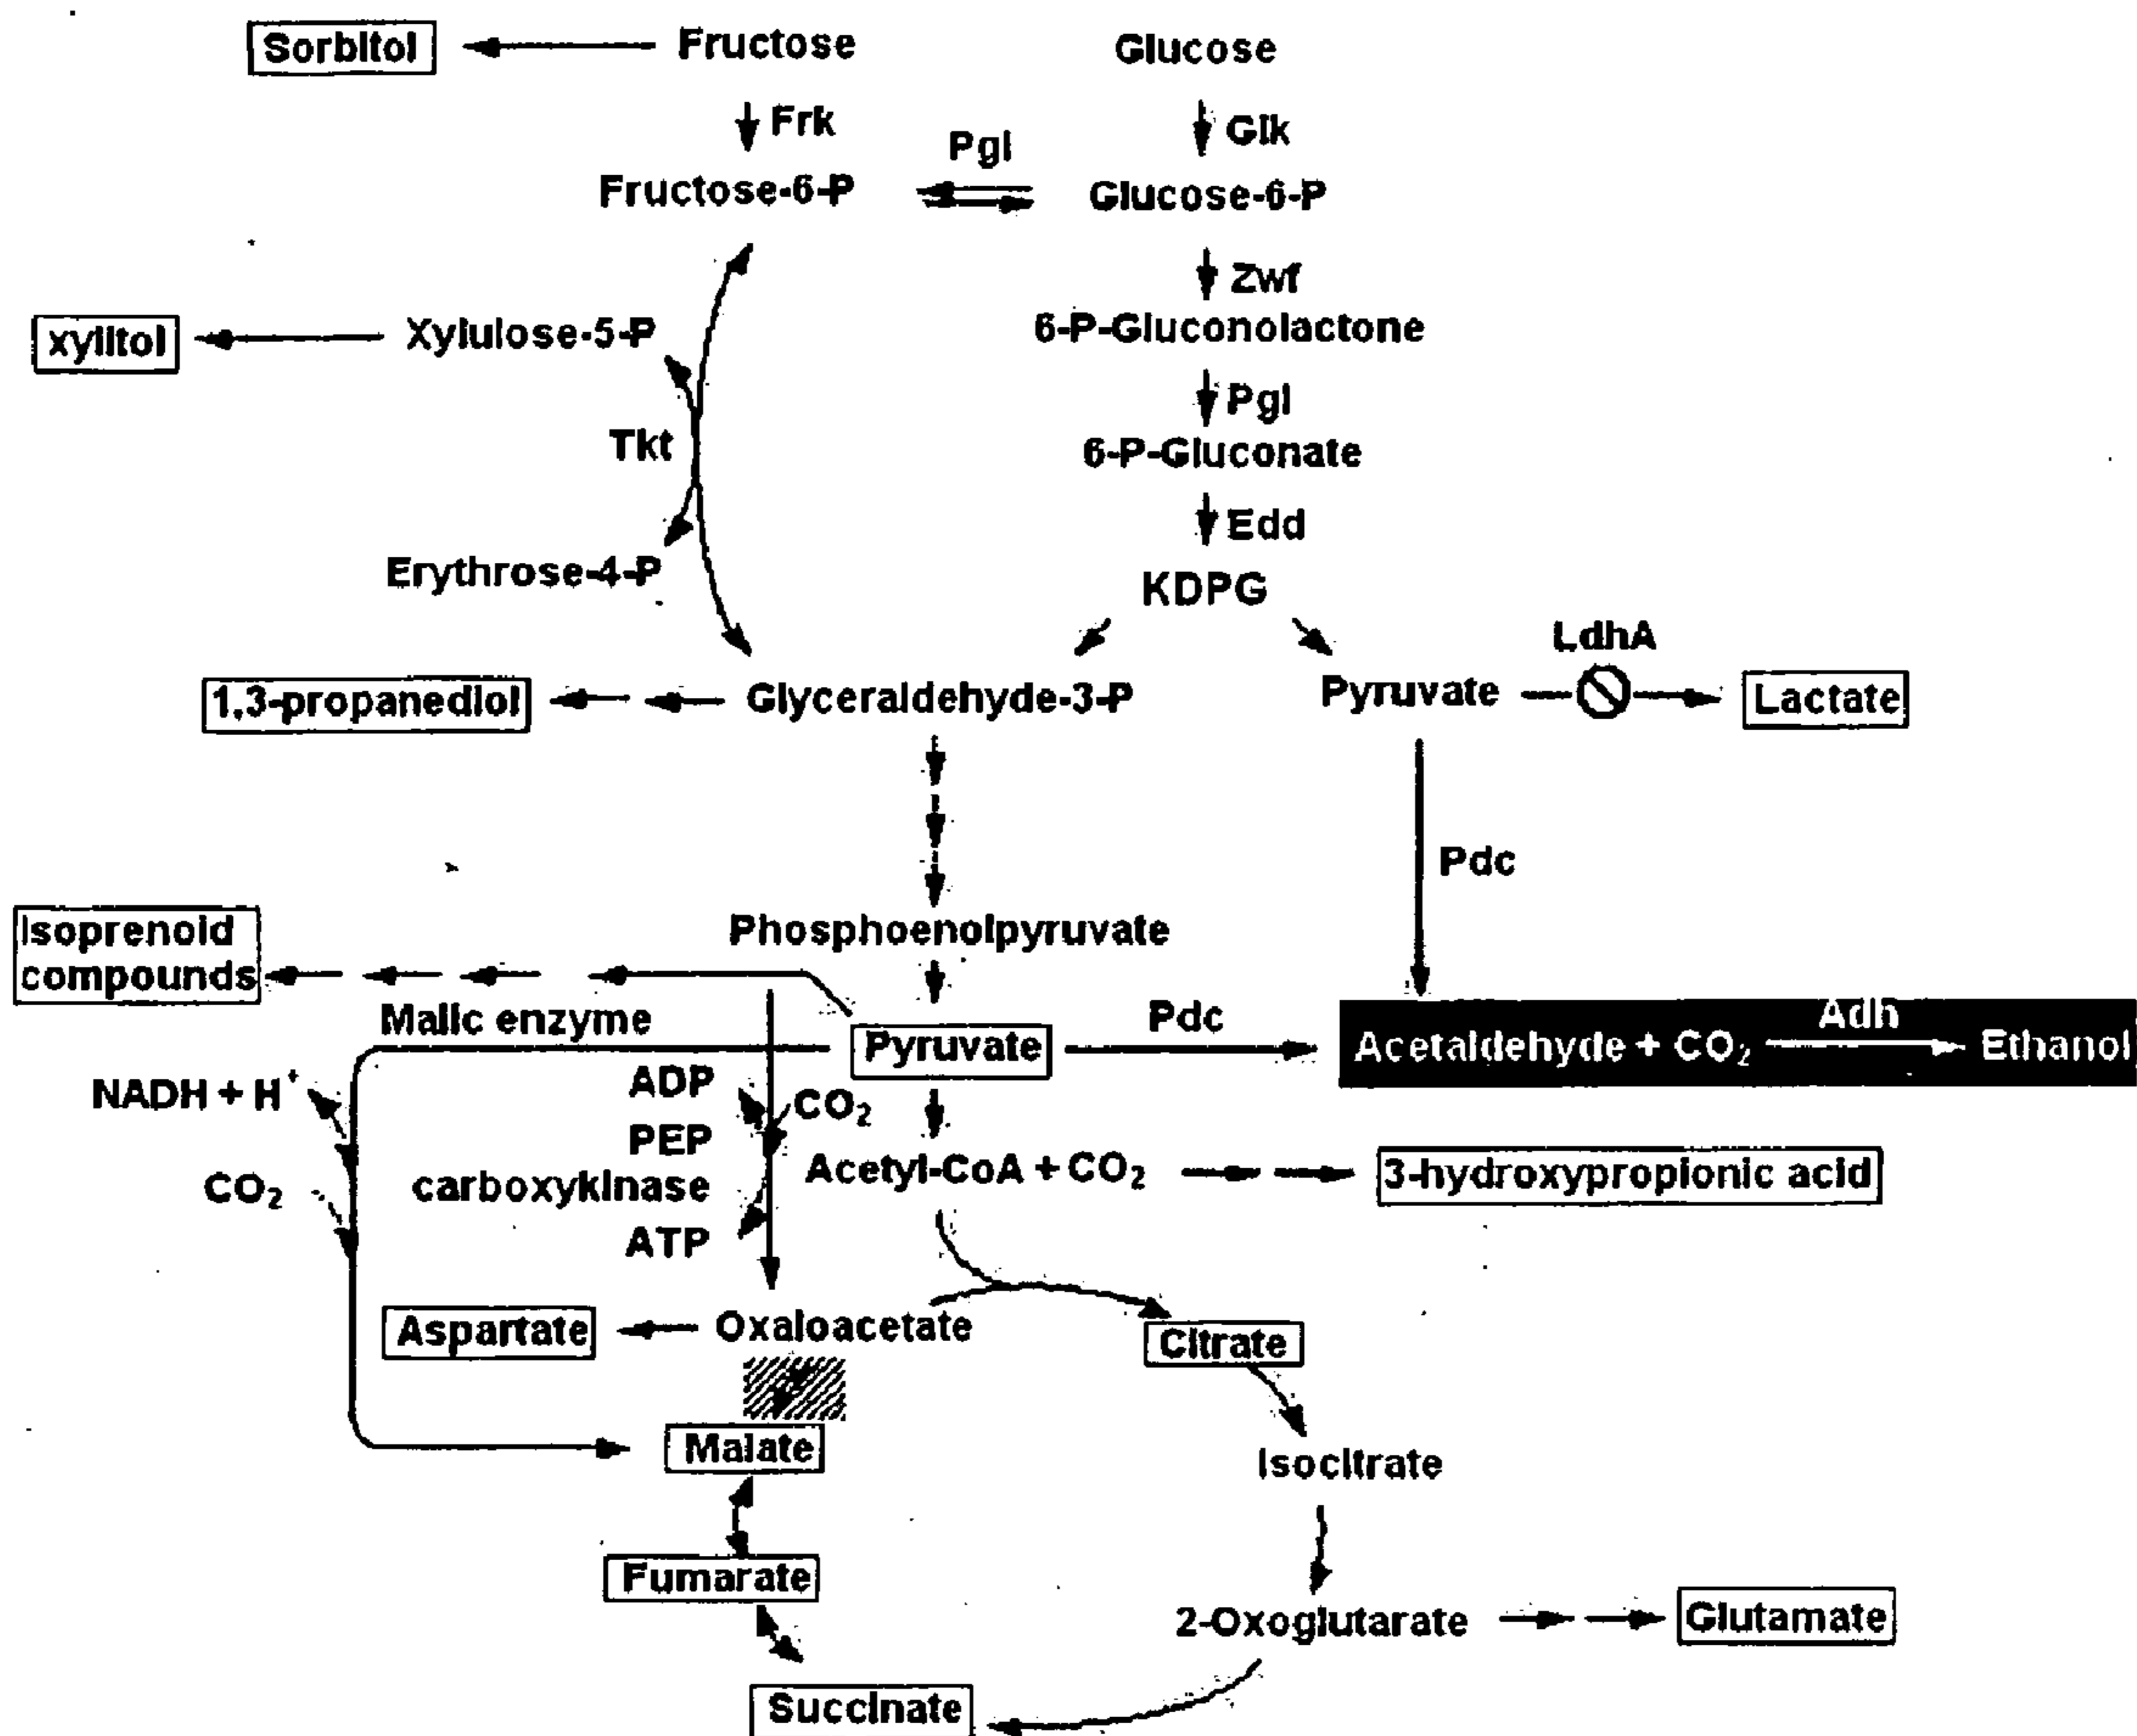 Sorbitol
Fructose
Glucose
Frk
Glk
Pgi
Fructose-6-P
Glucose-6-P
Zwf
6-P-Gluconolactone
xylitol
Xylulose-5-P
Pgl
Tkt
6-P-Gluconate
Edd
Erythrose-4-P
KDPG
LdhA
1,3-propanediol
Glyceraldehyde-3-P
Pyruvate
Lactate
Pdc
Isoprenoid
compounds
Phosphoenolpyruvate
Malic enzyme
Pyruvate
Pdc
Adh
Acetaldehyde + CO₂
Ethanol
NADH + H⁺
ADP
CO₂
PEP
carboxykinase
ATP
CO₂
Acetyl-CoA + CO₂
3-hydroxypropionic acid
Aspartate
Oxaloacetate
Citrate
Malate
Isocitrate
Fumarate
2-Oxoglutarate
Glutamate
Succinate